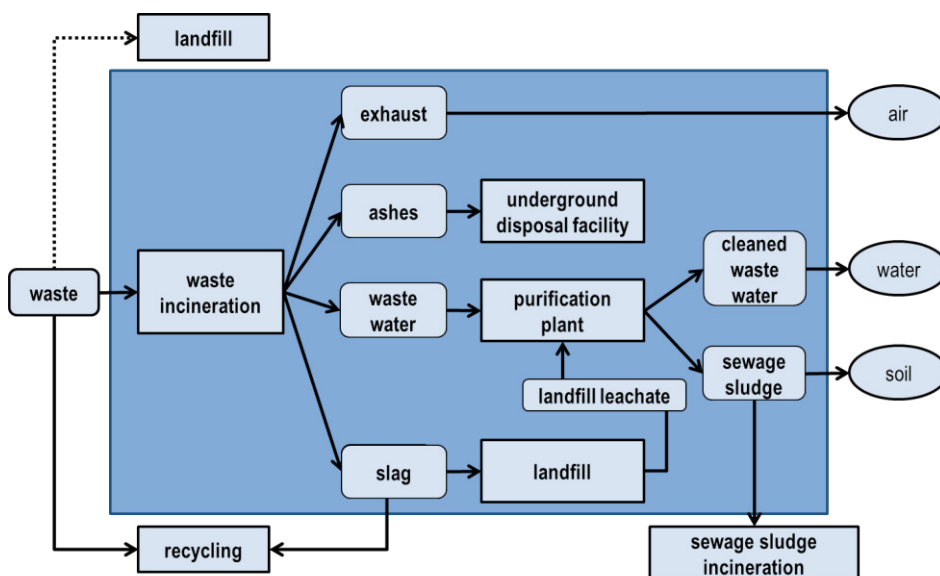 landfill
exhaust
air
ashes
underground
disposal facility
cleaned
waste
water
water
waste
waste
incineration
waste
water
purification
plant
sewage
sludge
soil
landfill leachate
slag
landfill
recycling
sewage sludge
incineration